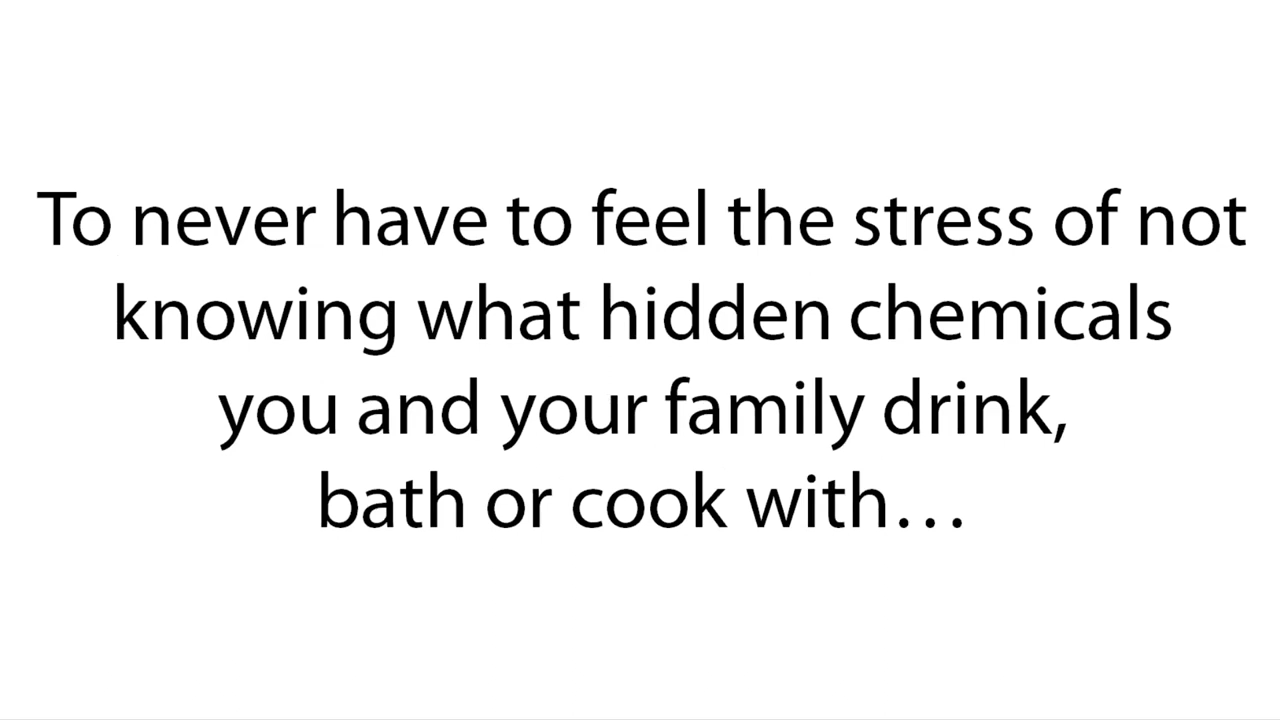 To never have to feel the stress of not
knowing what hidden chemicals
you and your family drink,
bath or cook with…